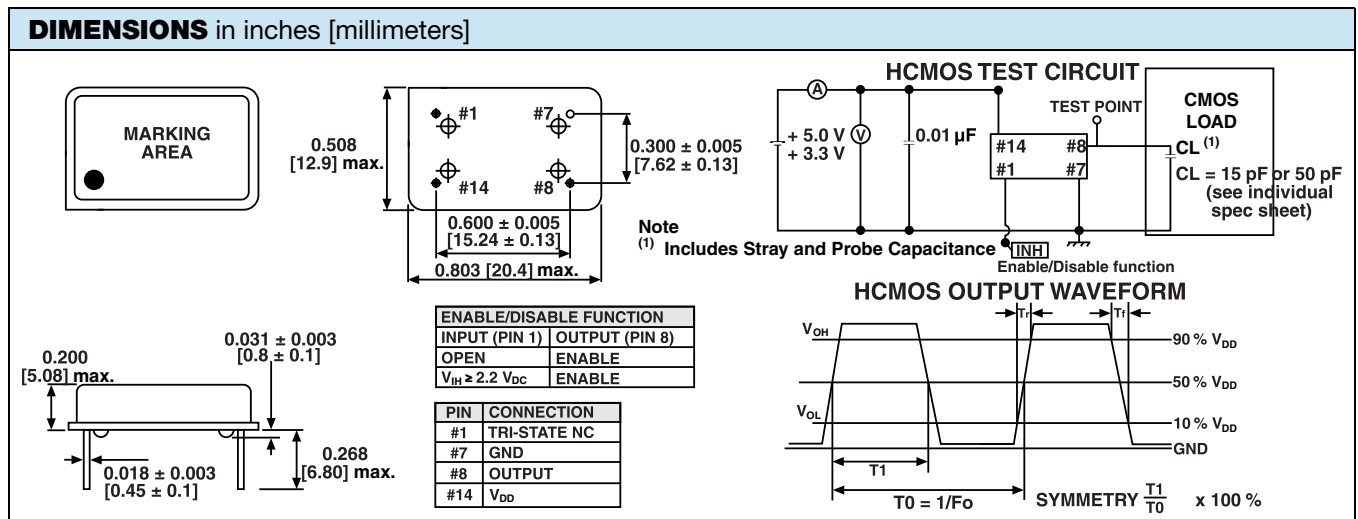 DIMENSIONS in inches [millimeters]
MARKING
AREA
0.508
[12.9] max.
#1
#7
#14
#8
0.300 ± 0.005
[7.62 ± 0.13]
0.600 ± 0.005
[15.24 ± 0.13]
0.803 [20.4] max.
HCMOS TEST CIRCUIT
A
+ 5.0 V
+ 3.3 V
V
0.01 µF
TEST POINT
#14
#8
#1
#7
CMOS
LOAD
CL (1)
CL = 15 pF or 50 pF
(see individual
spec sheet)
Note
(1) Includes Stray and Probe Capacitance
INH
Enable/Disable function
0.200
[5.08] max.
0.031 ± 0.003
[0.8 ± 0.1]
0.018 ± 0.003
[0.45 ± 0.1]
0.268
[6.80] max.
ENABLE/DISABLE FUNCTION
INPUT (PIN 1) OUTPUT (PIN 8)
OPEN ENABLE
VIH ≥ 2.2 VDC ENABLE
PIN CONNECTION
#1 TRI-STATE NC
#7 GND
#8 OUTPUT
#14 VDD
HCMOS OUTPUT WAVEFORM
Tr
Tf
VOH
90 % VDD
50 % VDD
VOL
10 % VDD
GND
T1
T0 = 1/Fo
SYMMETRY T1/T0 x 100 %